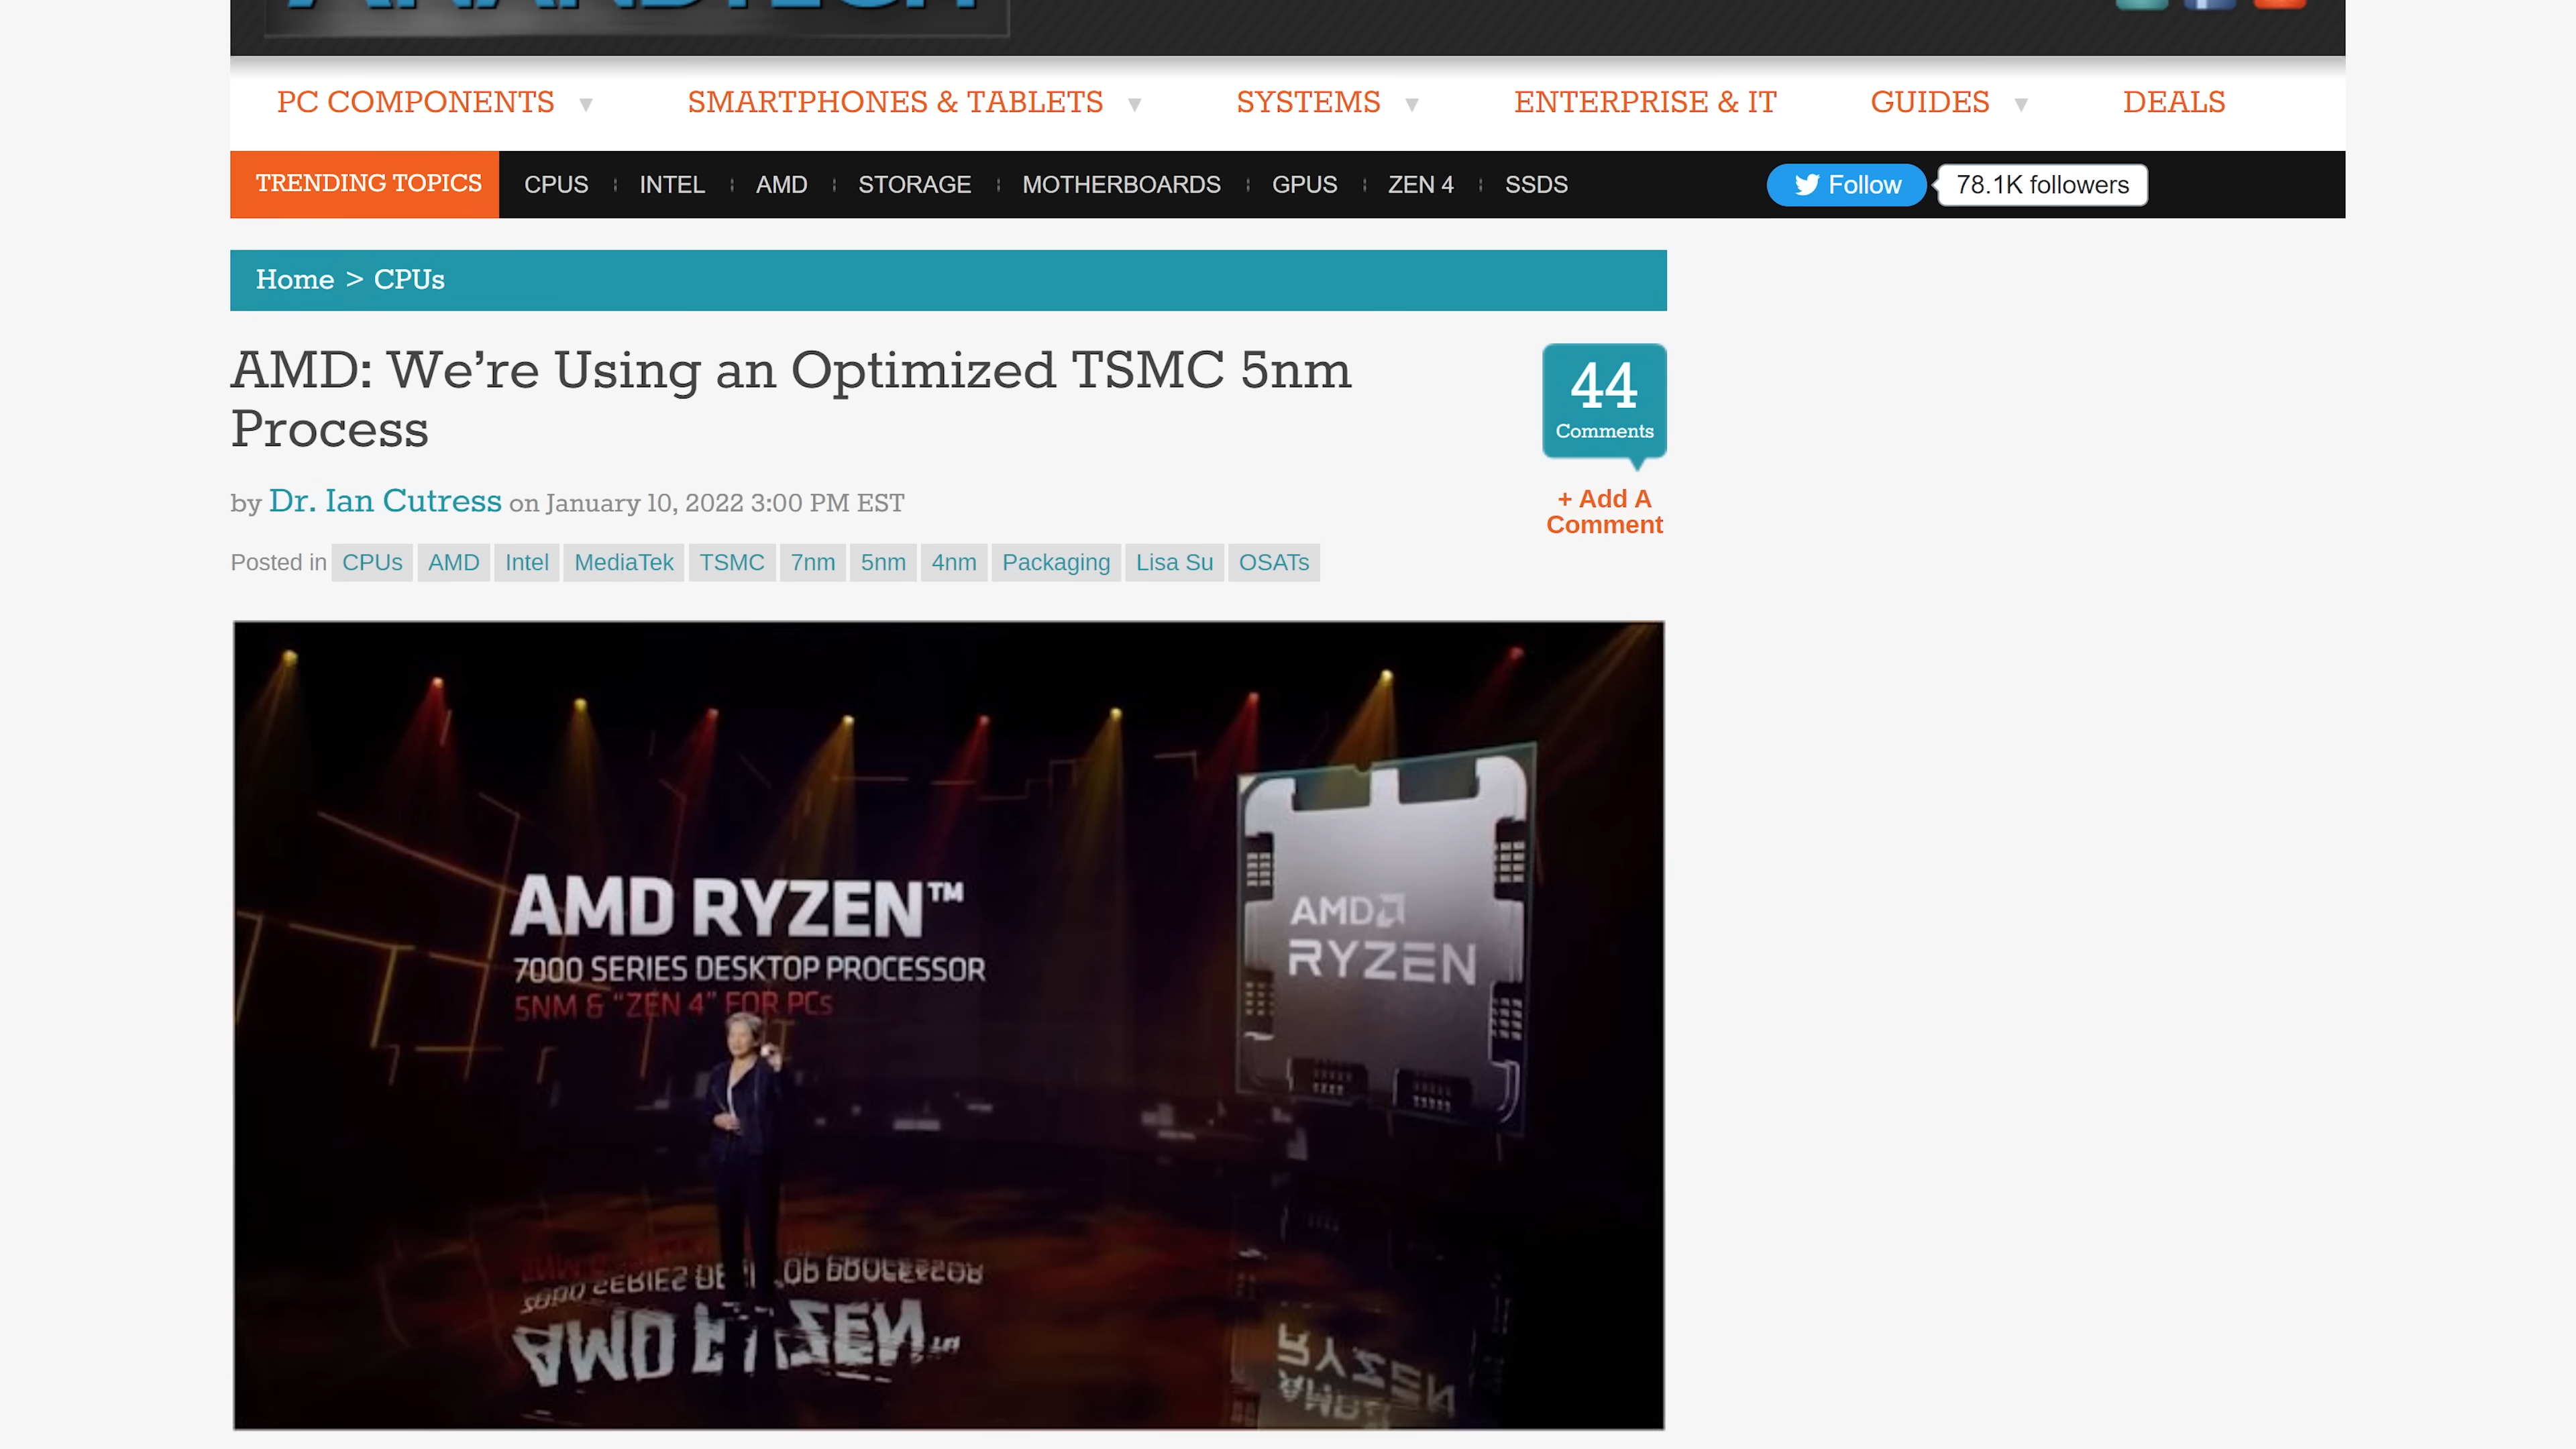 ANANDTECH
PC COMPONENTS ▼ SMARTPHONES & TABLETS ▼ SYSTEMS ▼ ENTERPRISE & IT GUIDES ▼ DEALS
TRENDING TOPICS CPUS INTEL AMD STORAGE MOTHERBOARDS GPUS ZEN 4 SSDS Follow 78.1K followers
Home > CPUs
AMD: We’re Using an Optimized TSMC 5nm
Process
44
Comments
by Dr. Ian Cutress on January 10, 2022 3:00 PM EST
+ Add A
Comment
Posted in CPUs AMD Intel MediaTek TSMC 7nm 5nm 4nm Packaging Lisa Su OSATs
AMD RYZEN™
7000 SERIES DESKTOP PROCESSOR
5NM & “ZEN 4” FOR PCs
AMD
RYZEN